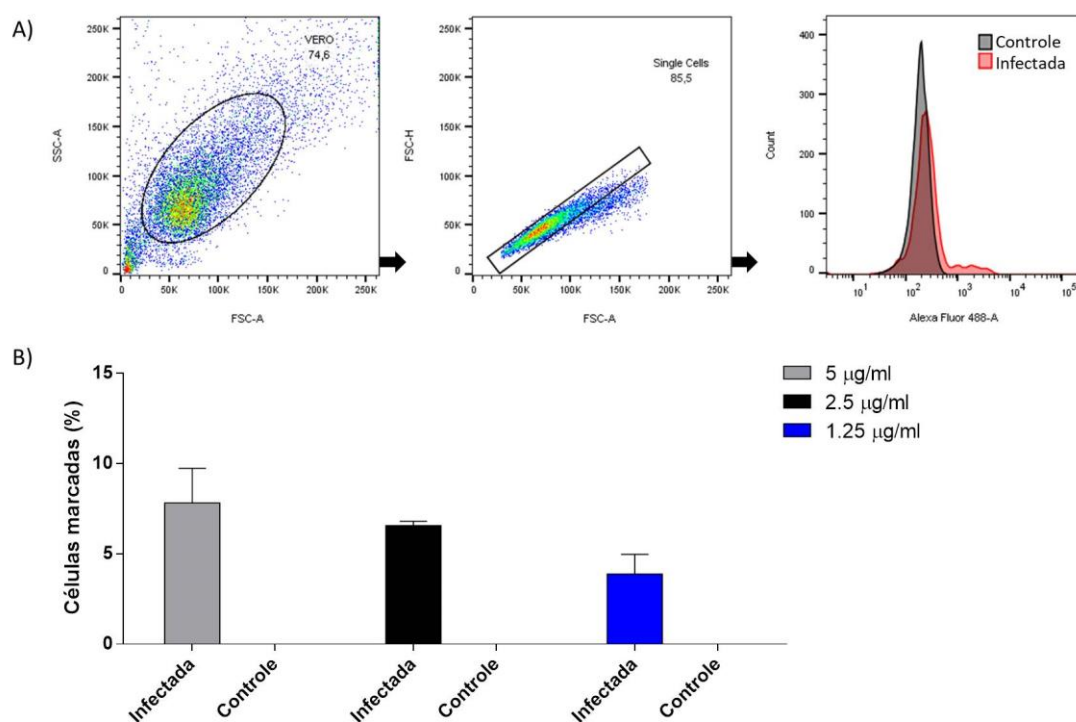 A)
VERO
74,6
250K
200K
150K
100K
50K
0
SSC-A
0 50K 100K 150K 200K 250K
FSC-A
Single Cells
85,5
250K
200K
150K
100K
50K
0
FSC-H
0 50K 100K 150K 200K 250K
FSC-A
Controle
Infectada
400
300
200
100
0
Count
10¹ 10² 10³ 10⁴ 10⁵
Alexa Fluor 488-A
B)
15
10
5
0
Células marcadas (%)
5 µg/ml
2.5 µg/ml
1.25 µg/ml
Infectada Controle Infectada Controle Infectada Controle